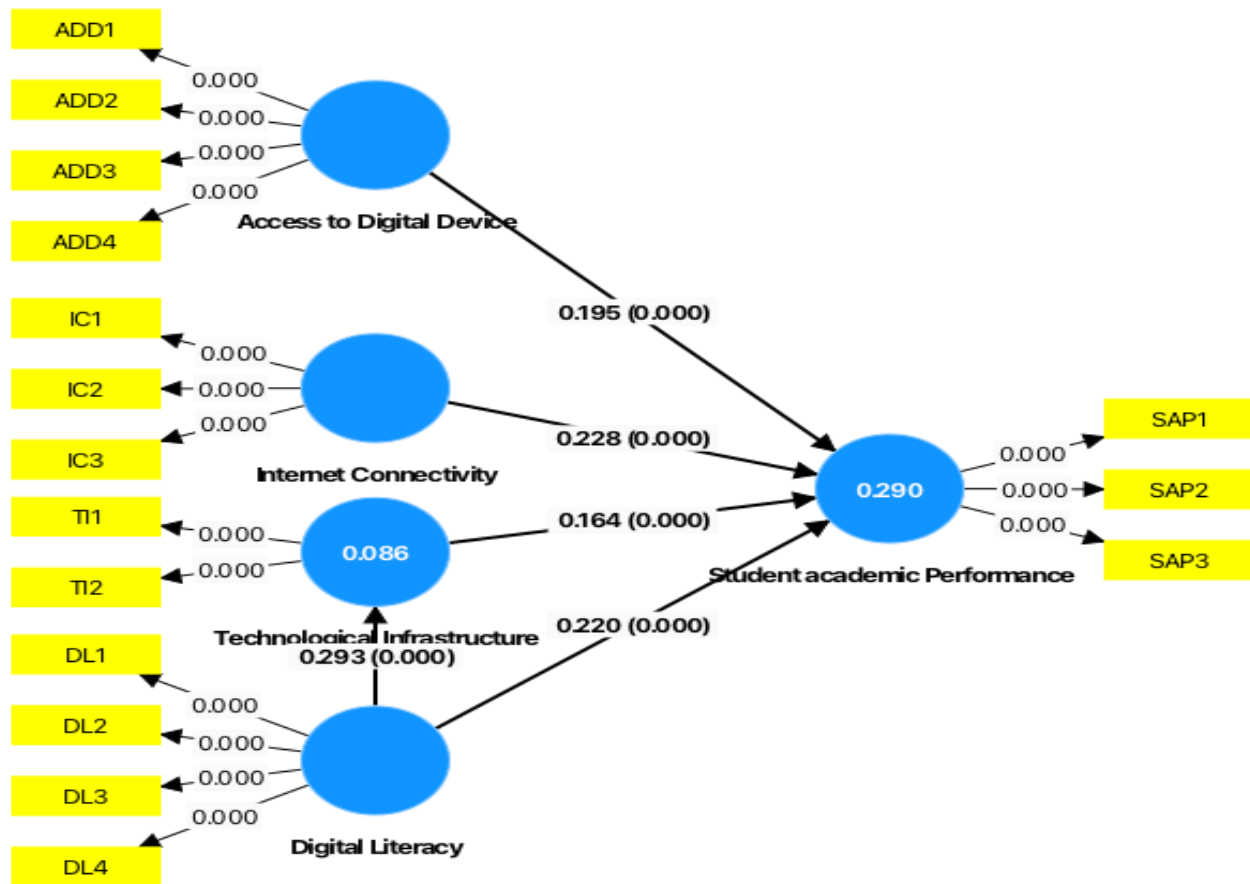 ADD1
0.000
ADD2
0.000
ADD3
0.000
ADD4
0.000
Access to Digital Device
0.195 (0.000)
IC1
0.000
IC2
0.000
IC3
0.000
Internet Connectivity
0.228 (0.000)
TI1
0.000
TI2
0.000
0.086
Technological Infrastructure
0.164 (0.000)
0.293 (0.000)
DL1
0.000
DL2
0.000
DL3
0.000
DL4
0.000
Digital Literacy
0.220 (0.000)
0.290
Student academic Performance
SAP1
0.000
SAP2
0.000
SAP3
0.000